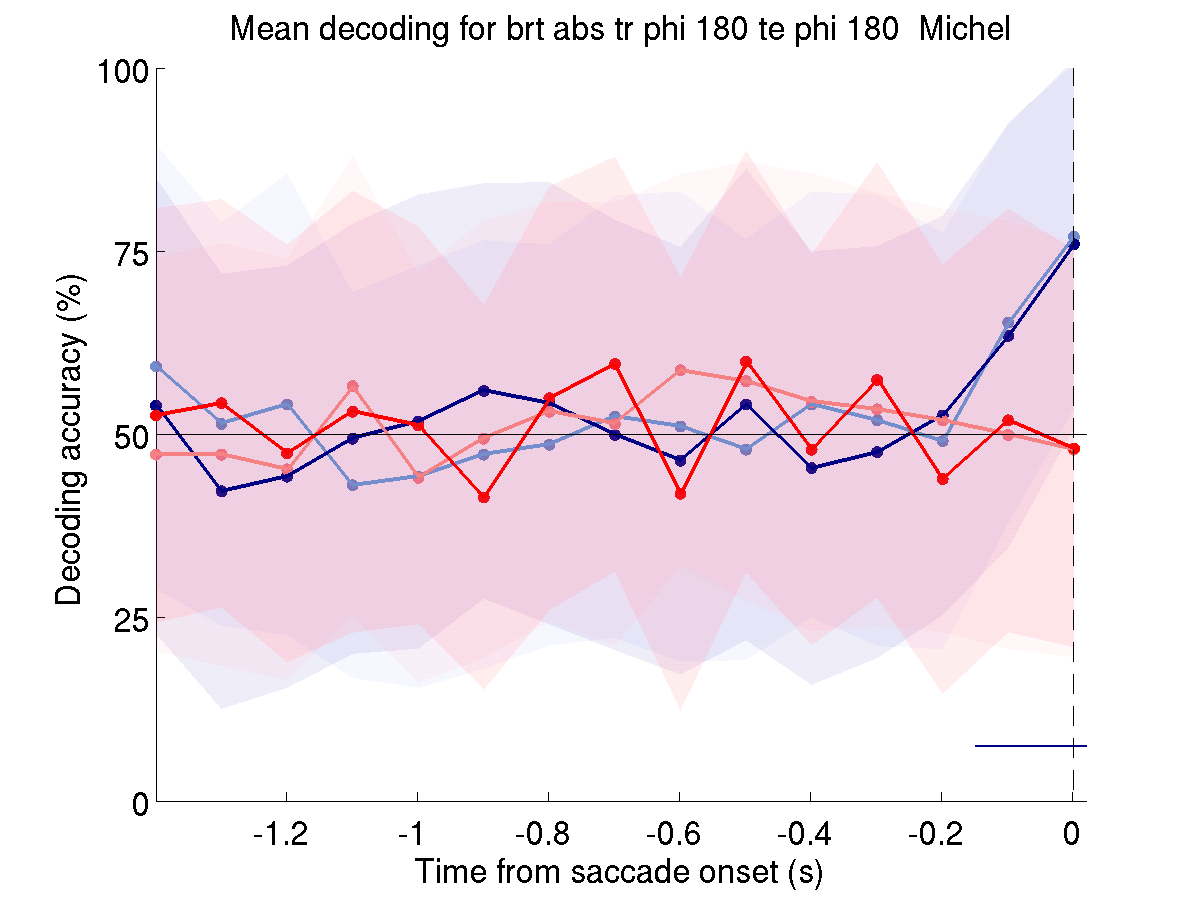 Mean decoding for brt abs tr phi 180 te phi 180  Michel
100
75
50
25
0
Decoding accuracy (%)
-1.2 -1 -0.8 -0.6 -0.4 -0.2 0
Time from saccade onset (s)